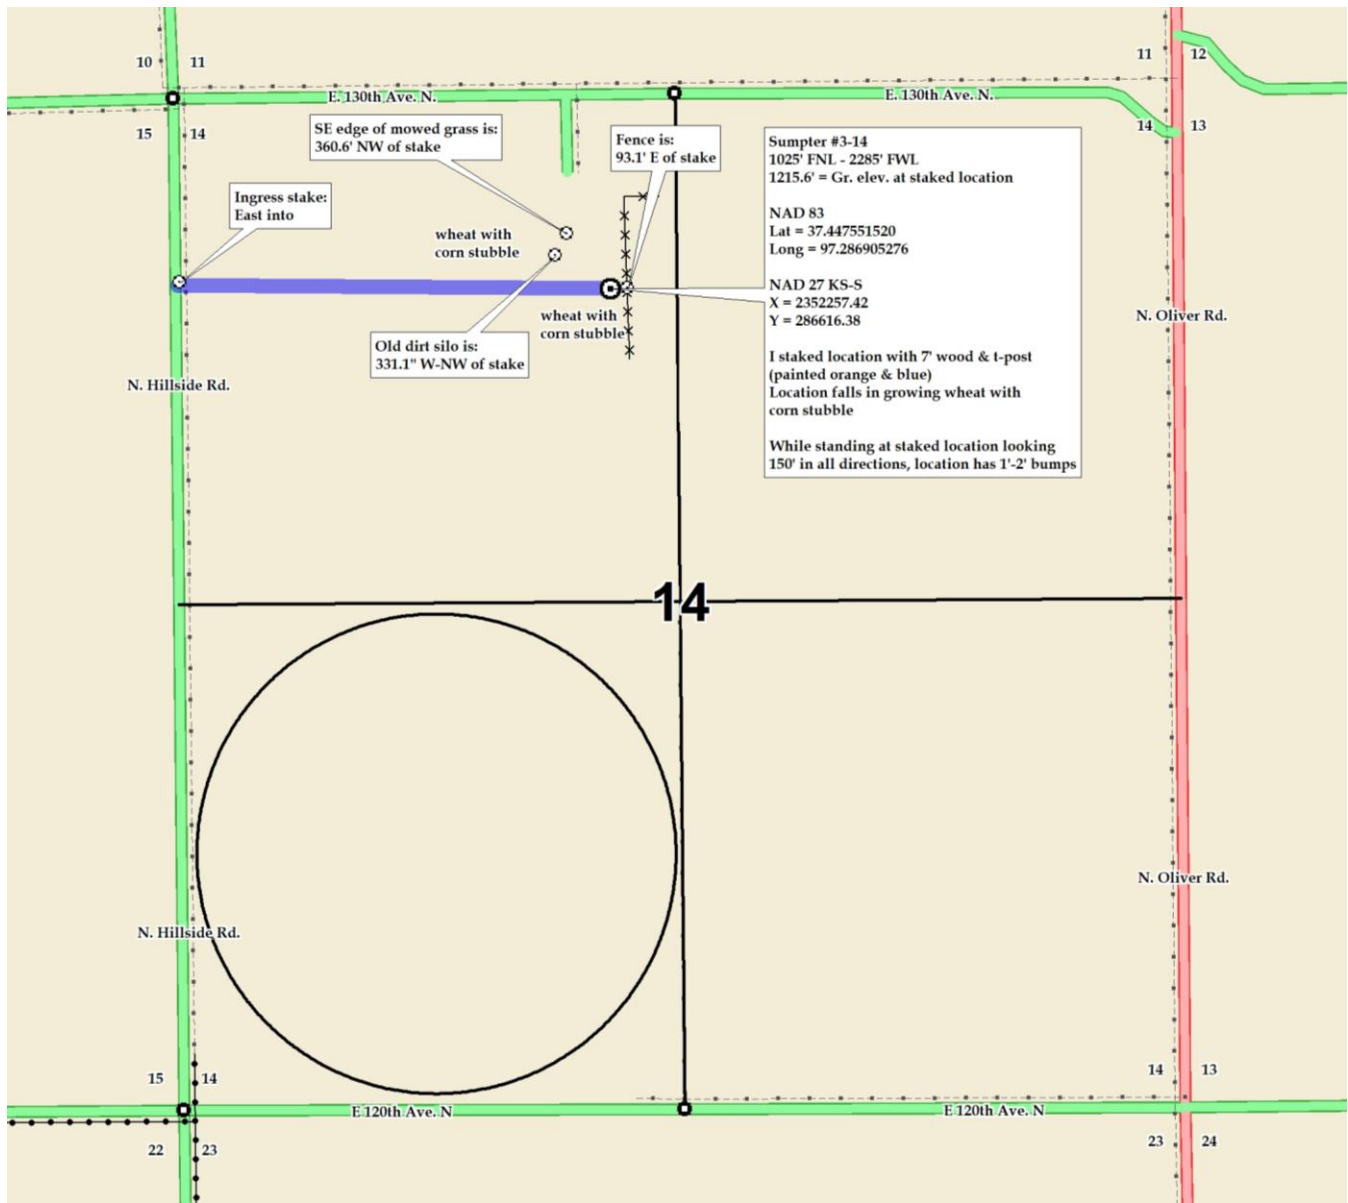 10
11
11
12
E. 130th Ave. N.
E. 130th Ave. N.
15
14
14
13
SE edge of mowed grass is:
360.6' NW of stake
Fence is:
93.1' E of stake
Sumpter #3-14
1025' FNL - 2285' FWL
1215.6' = Gr. elev. at staked location
NAD 83
Lat = 37.447551520
Long = 97.286905276
NAD 27 KS-S
X = 2352257.42
Y = 286616.38
I staked location with 7' wood & t-post
(painted orange & blue)
Location falls in growing wheat with
corn stubble
While standing at staked location looking
150' in all directions, location has 1'-2' bumps
Ingress stake:
East into
wheat with
corn stubble
wheat with
corn stubble
Old dirt silo is:
331.1" W-NW of stake
N. Oliver Rd.
N. Hillside Rd.
14
N. Oliver Rd.
N. Hillside Rd.
15
14
14
13
E 120th Ave. N
E 120th Ave. N
22
23
23
24